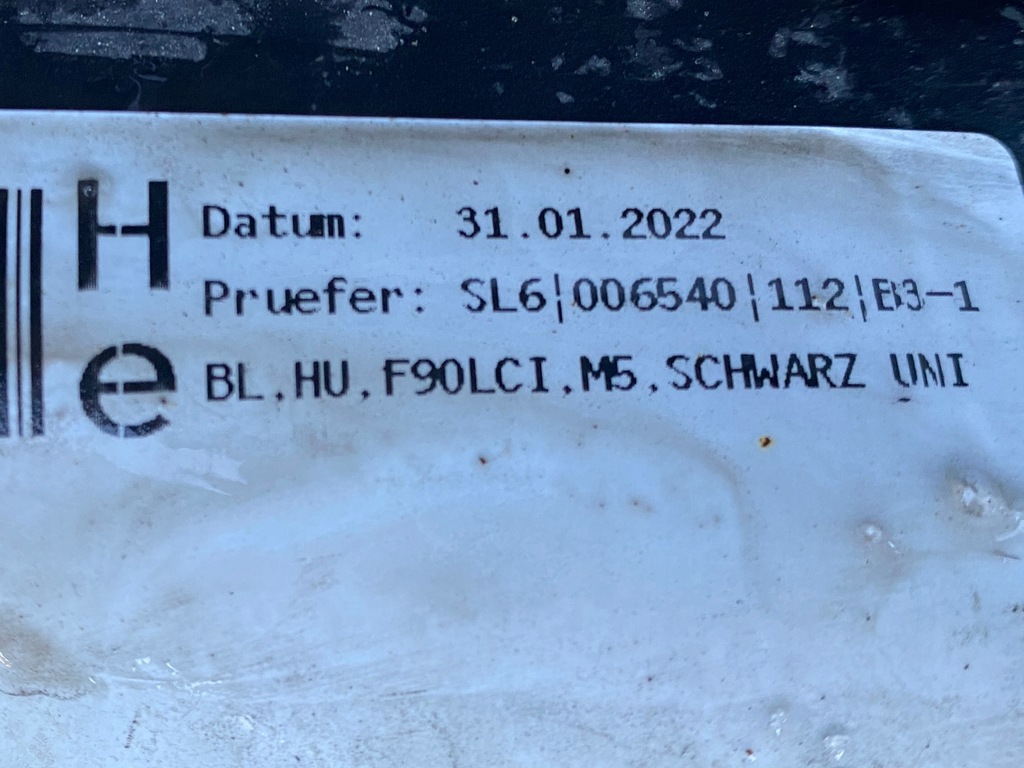 H
Datum: 31.01.2022
Pruefer: SL6¦006540¦112¦B3-1
e
BL,HU,F90LCI,M5,SCHWARZ UNI